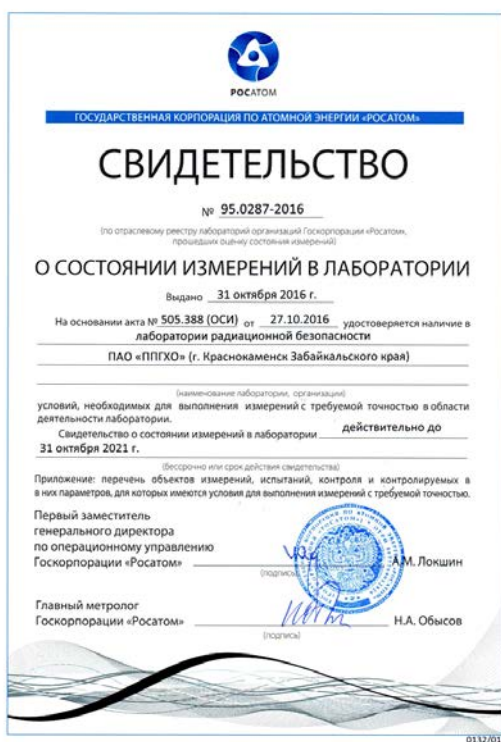 РОСАТОМ
ГОСУДАРСТВЕННАЯ КОРПОРАЦИЯ ПО АТОМНОЙ ЭНЕРГИИ «РОСАТОМ»
СВИДЕТЕЛЬСТВО
№ 95.0287-2016
(по отраслевому реестру лабораторий организаций Госкорпорации «Росатом»,
прошедших оценку состояния измерений)
О СОСТОЯНИИ ИЗМЕРЕНИЙ В ЛАБОРАТОРИИ
Выдано 31 октября 2016 г.
На основании акта № 505.388 (ОСИ) от 27.10.2016 удостоверяется наличие в
лаборатории радиационной безопасности
ПАО «ППГХО» (г. Краснокаменск Забайкальского края)
(наименование лаборатории, организации)
условий, необходимых для выполнения измерений с требуемой точностью в области
деятельности лаборатории.
Свидетельство о состоянии измерений в лаборатории действительно до
31 октября 2021 г.
(бессрочно или срок действия свидетельства)
Приложение: перечень объектов измерений, испытаний, контроля и контролируемых в
в них параметров, для которых имеются условия для выполнения измерений с требуемой точностью.
Первый заместитель
генерального директора
по операционному управлению
Госкорпорации «Росатом» А.М. Локшин
(подпись)
Главный метролог
Госкорпорации «Росатом» Н.А. Обысов
(подпись)
0132/01